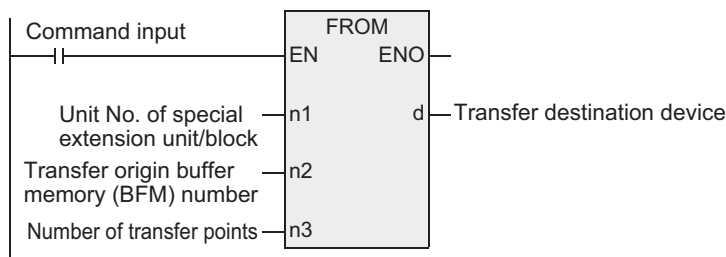 Command input
FROM
EN ENO
Unit No. of special
extension unit/block
n1 d Transfer destination device
Transfer origin buffer
memory (BFM) number
n2
Number of transfer points n3